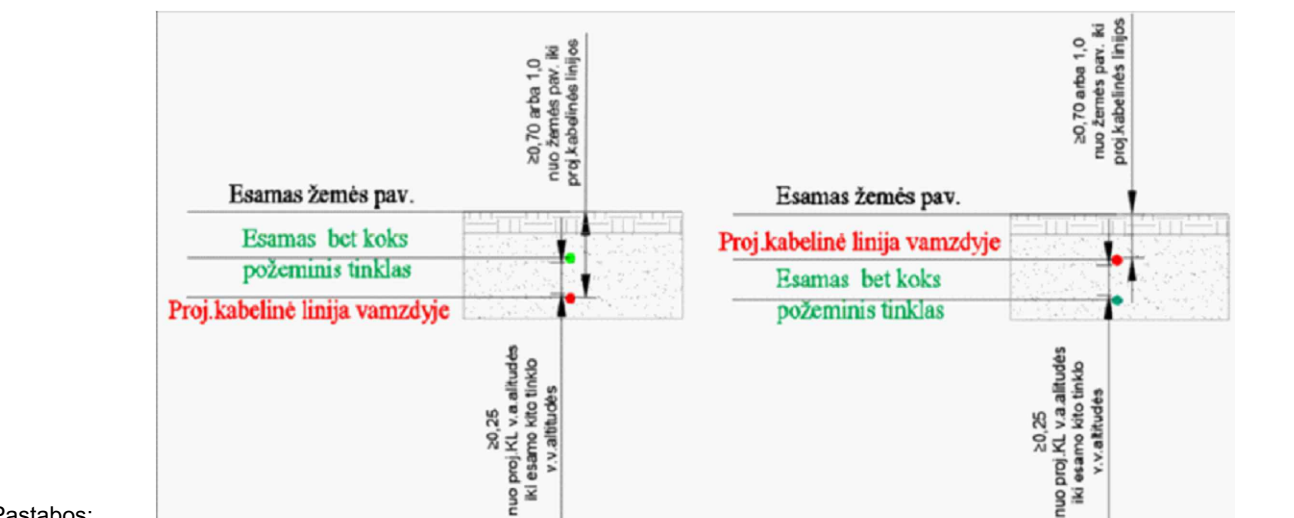 ≥0,70 arba 1,0
nuo žemės pav. iki
proj.kabelinės linijos
Esamas žemės pav.
Esamas bet koks
požeminis tinklas
Proj.kabelinė linija vamzdyje
≥0,25
nuo proj.KL v.a.alitudės
iki esamo kito tinklo
v.v.altitudės
≥0,70 arba 1,0
nuo žemės pav. iki
proj.kabelinės linijos
Esamas žemės pav.
Proj.kabelinė linija vamzdyje
Esamas bet koks
požeminis tinklas
≥0,25
nuo proj.KL v.a.alitudės
iki esamo kito tinklo
v.v.altitudės
Pastabos: